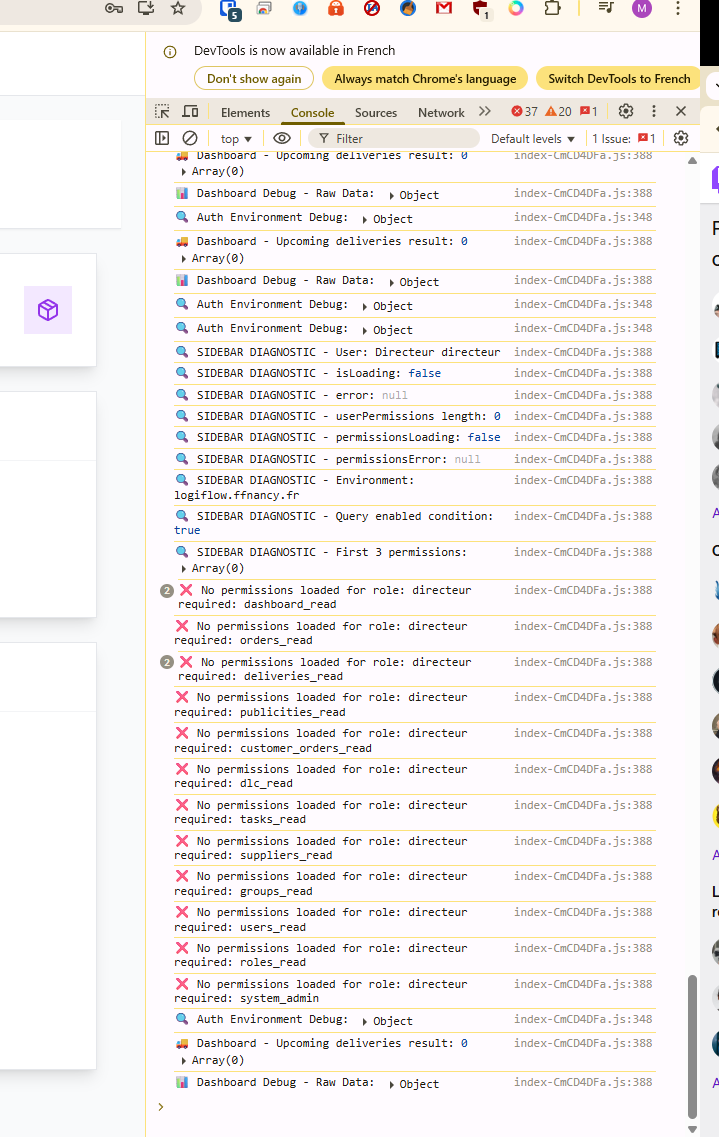 5
1
M
DevTools is now available in French
Don't show again
Always match Chrome's language
Switch DevTools to French
Elements
Console
Sources
Network
37
20
1
top
Filter
Default levels
1 Issue:
1
Dashboard - Upcoming deliveries result: 0 index-CmCD4DFa.js:388
Array(0)
Dashboard Debug - Raw Data: Object index-CmCD4DFa.js:388
Auth Environment Debug: Object index-CmCD4DFa.js:348
Dashboard - Upcoming deliveries result: 0 index-CmCD4DFa.js:388
Array(0)
Dashboard Debug - Raw Data: Object index-CmCD4DFa.js:388
Auth Environment Debug: Object index-CmCD4DFa.js:348
Auth Environment Debug: Object index-CmCD4DFa.js:348
SIDEBAR DIAGNOSTIC - User: Directeur directeur index-CmCD4DFa.js:388
SIDEBAR DIAGNOSTIC - isLoading: false index-CmCD4DFa.js:388
SIDEBAR DIAGNOSTIC - error: null index-CmCD4DFa.js:388
SIDEBAR DIAGNOSTIC - userPermissions length: 0 index-CmCD4DFa.js:388
SIDEBAR DIAGNOSTIC - permissionsLoading: false index-CmCD4DFa.js:388
SIDEBAR DIAGNOSTIC - permissionsError: null index-CmCD4DFa.js:388
SIDEBAR DIAGNOSTIC - Environment: index-CmCD4DFa.js:388
logiflow.ffnancy.fr
SIDEBAR DIAGNOSTIC - Query enabled condition: index-CmCD4DFa.js:388
true
SIDEBAR DIAGNOSTIC - First 3 permissions: index-CmCD4DFa.js:388
Array(0)
2 No permissions loaded for role: directeur index-CmCD4DFa.js:388
required: dashboard_read
No permissions loaded for role: directeur index-CmCD4DFa.js:388
required: orders_read
2 No permissions loaded for role: directeur index-CmCD4DFa.js:388
required: deliveries_read
No permissions loaded for role: directeur index-CmCD4DFa.js:388
required: publicities_read
No permissions loaded for role: directeur index-CmCD4DFa.js:388
required: customer_orders_read
No permissions loaded for role: directeur index-CmCD4DFa.js:388
required: dlc_read
No permissions loaded for role: directeur index-CmCD4DFa.js:388
required: tasks_read
No permissions loaded for role: directeur index-CmCD4DFa.js:388
required: suppliers_read
No permissions loaded for role: directeur index-CmCD4DFa.js:388
required: groups_read
No permissions loaded for role: directeur index-CmCD4DFa.js:388
required: users_read
No permissions loaded for role: directeur index-CmCD4DFa.js:388
required: roles_read
No permissions loaded for role: directeur index-CmCD4DFa.js:388
required: system_admin
Auth Environment Debug: Object index-CmCD4DFa.js:348
Dashboard - Upcoming deliveries result: 0 index-CmCD4DFa.js:388
Array(0)
Dashboard Debug - Raw Data: Object index-CmCD4DFa.js:388